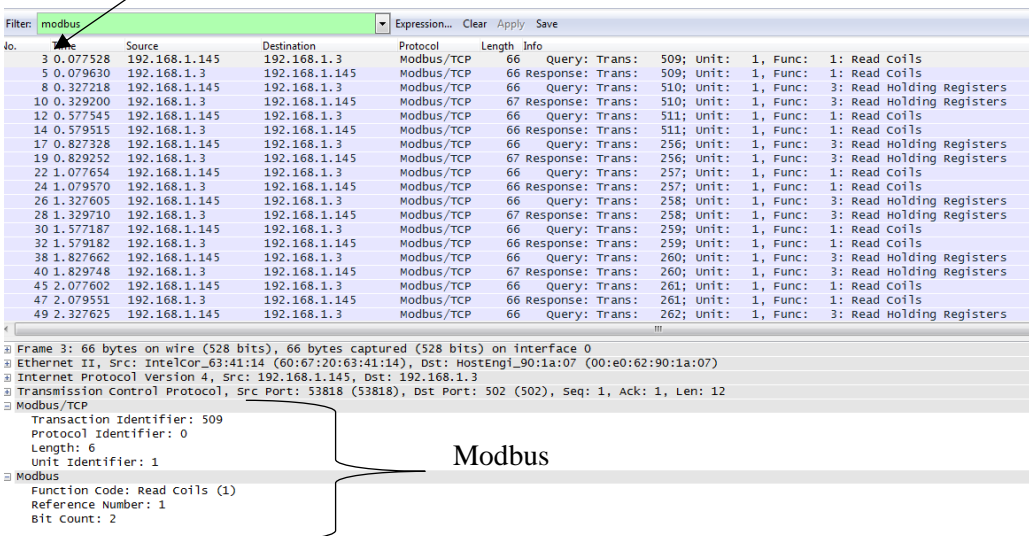 Filter: modbus Expression... Clear Apply Save
No. Time Source Destination Protocol Length Info
3 0.077528 192.168.1.145 192.168.1.3 Modbus/TCP 66 Query: Trans: 509; Unit: 1, Func: 1: Read Coils
5 0.079630 192.168.1.3 192.168.1.145 Modbus/TCP 66 Response: Trans: 509; Unit: 1, Func: 1: Read Coils
8 0.327218 192.168.1.145 192.168.1.3 Modbus/TCP 66 Query: Trans: 510; Unit: 1, Func: 3: Read Holding Registers
10 0.329200 192.168.1.3 192.168.1.145 Modbus/TCP 67 Response: Trans: 510; Unit: 1, Func: 3: Read Holding Registers
12 0.577545 192.168.1.145 192.168.1.3 Modbus/TCP 66 Query: Trans: 511; Unit: 1, Func: 1: Read Coils
14 0.579515 192.168.1.3 192.168.1.145 Modbus/TCP 66 Response: Trans: 511; Unit: 1, Func: 1: Read Coils
17 0.827328 192.168.1.145 192.168.1.3 Modbus/TCP 66 Query: Trans: 256; Unit: 1, Func: 3: Read Holding Registers
19 0.829252 192.168.1.3 192.168.1.145 Modbus/TCP 67 Response: Trans: 256; Unit: 1, Func: 3: Read Holding Registers
22 1.077654 192.168.1.145 192.168.1.3 Modbus/TCP 66 Query: Trans: 257; Unit: 1, Func: 1: Read Coils
24 1.079570 192.168.1.3 192.168.1.145 Modbus/TCP 66 Response: Trans: 257; Unit: 1, Func: 1: Read Coils
26 1.327605 192.168.1.145 192.168.1.3 Modbus/TCP 66 Query: Trans: 258; Unit: 1, Func: 3: Read Holding Registers
28 1.329710 192.168.1.3 192.168.1.145 Modbus/TCP 67 Response: Trans: 258; Unit: 1, Func: 3: Read Holding Registers
30 1.577187 192.168.1.145 192.168.1.3 Modbus/TCP 66 Query: Trans: 259; Unit: 1, Func: 1: Read Coils
32 1.579182 192.168.1.3 192.168.1.145 Modbus/TCP 66 Response: Trans: 259; Unit: 1, Func: 1: Read Coils
38 1.827662 192.168.1.145 192.168.1.3 Modbus/TCP 66 Query: Trans: 260; Unit: 1, Func: 3: Read Holding Registers
40 1.829748 192.168.1.3 192.168.1.145 Modbus/TCP 67 Response: Trans: 260; Unit: 1, Func: 3: Read Holding Registers
45 2.077602 192.168.1.145 192.168.1.3 Modbus/TCP 66 Query: Trans: 261; Unit: 1, Func: 1: Read Coils
47 2.079551 192.168.1.3 192.168.1.145 Modbus/TCP 66 Response: Trans: 261; Unit: 1, Func: 1: Read Coils
49 2.327625 192.168.1.145 192.168.1.3 Modbus/TCP 66 Query: Trans: 262; Unit: 1, Func: 3: Read Holding Registers
Frame 3: 66 bytes on wire (528 bits), 66 bytes captured (528 bits) on interface 0
Ethernet II, Src: IntelCor_63:41:14 (60:67:20:63:41:14), Dst: HostEngi_90:1a:07 (00:e0:62:90:1a:07)
Internet Protocol Version 4, Src: 192.168.1.145, Dst: 192.168.1.3
Transmission Control Protocol, Src Port: 53818 (53818), Dst Port: 502 (502), Seq: 1, Ack: 1, Len: 12
Modbus/TCP
Transaction Identifier: 509
Protocol Identifier: 0
Length: 6
Unit Identifier: 1
Modbus
Modbus
Function Code: Read Coils (1)
Reference Number: 1
Bit Count: 2